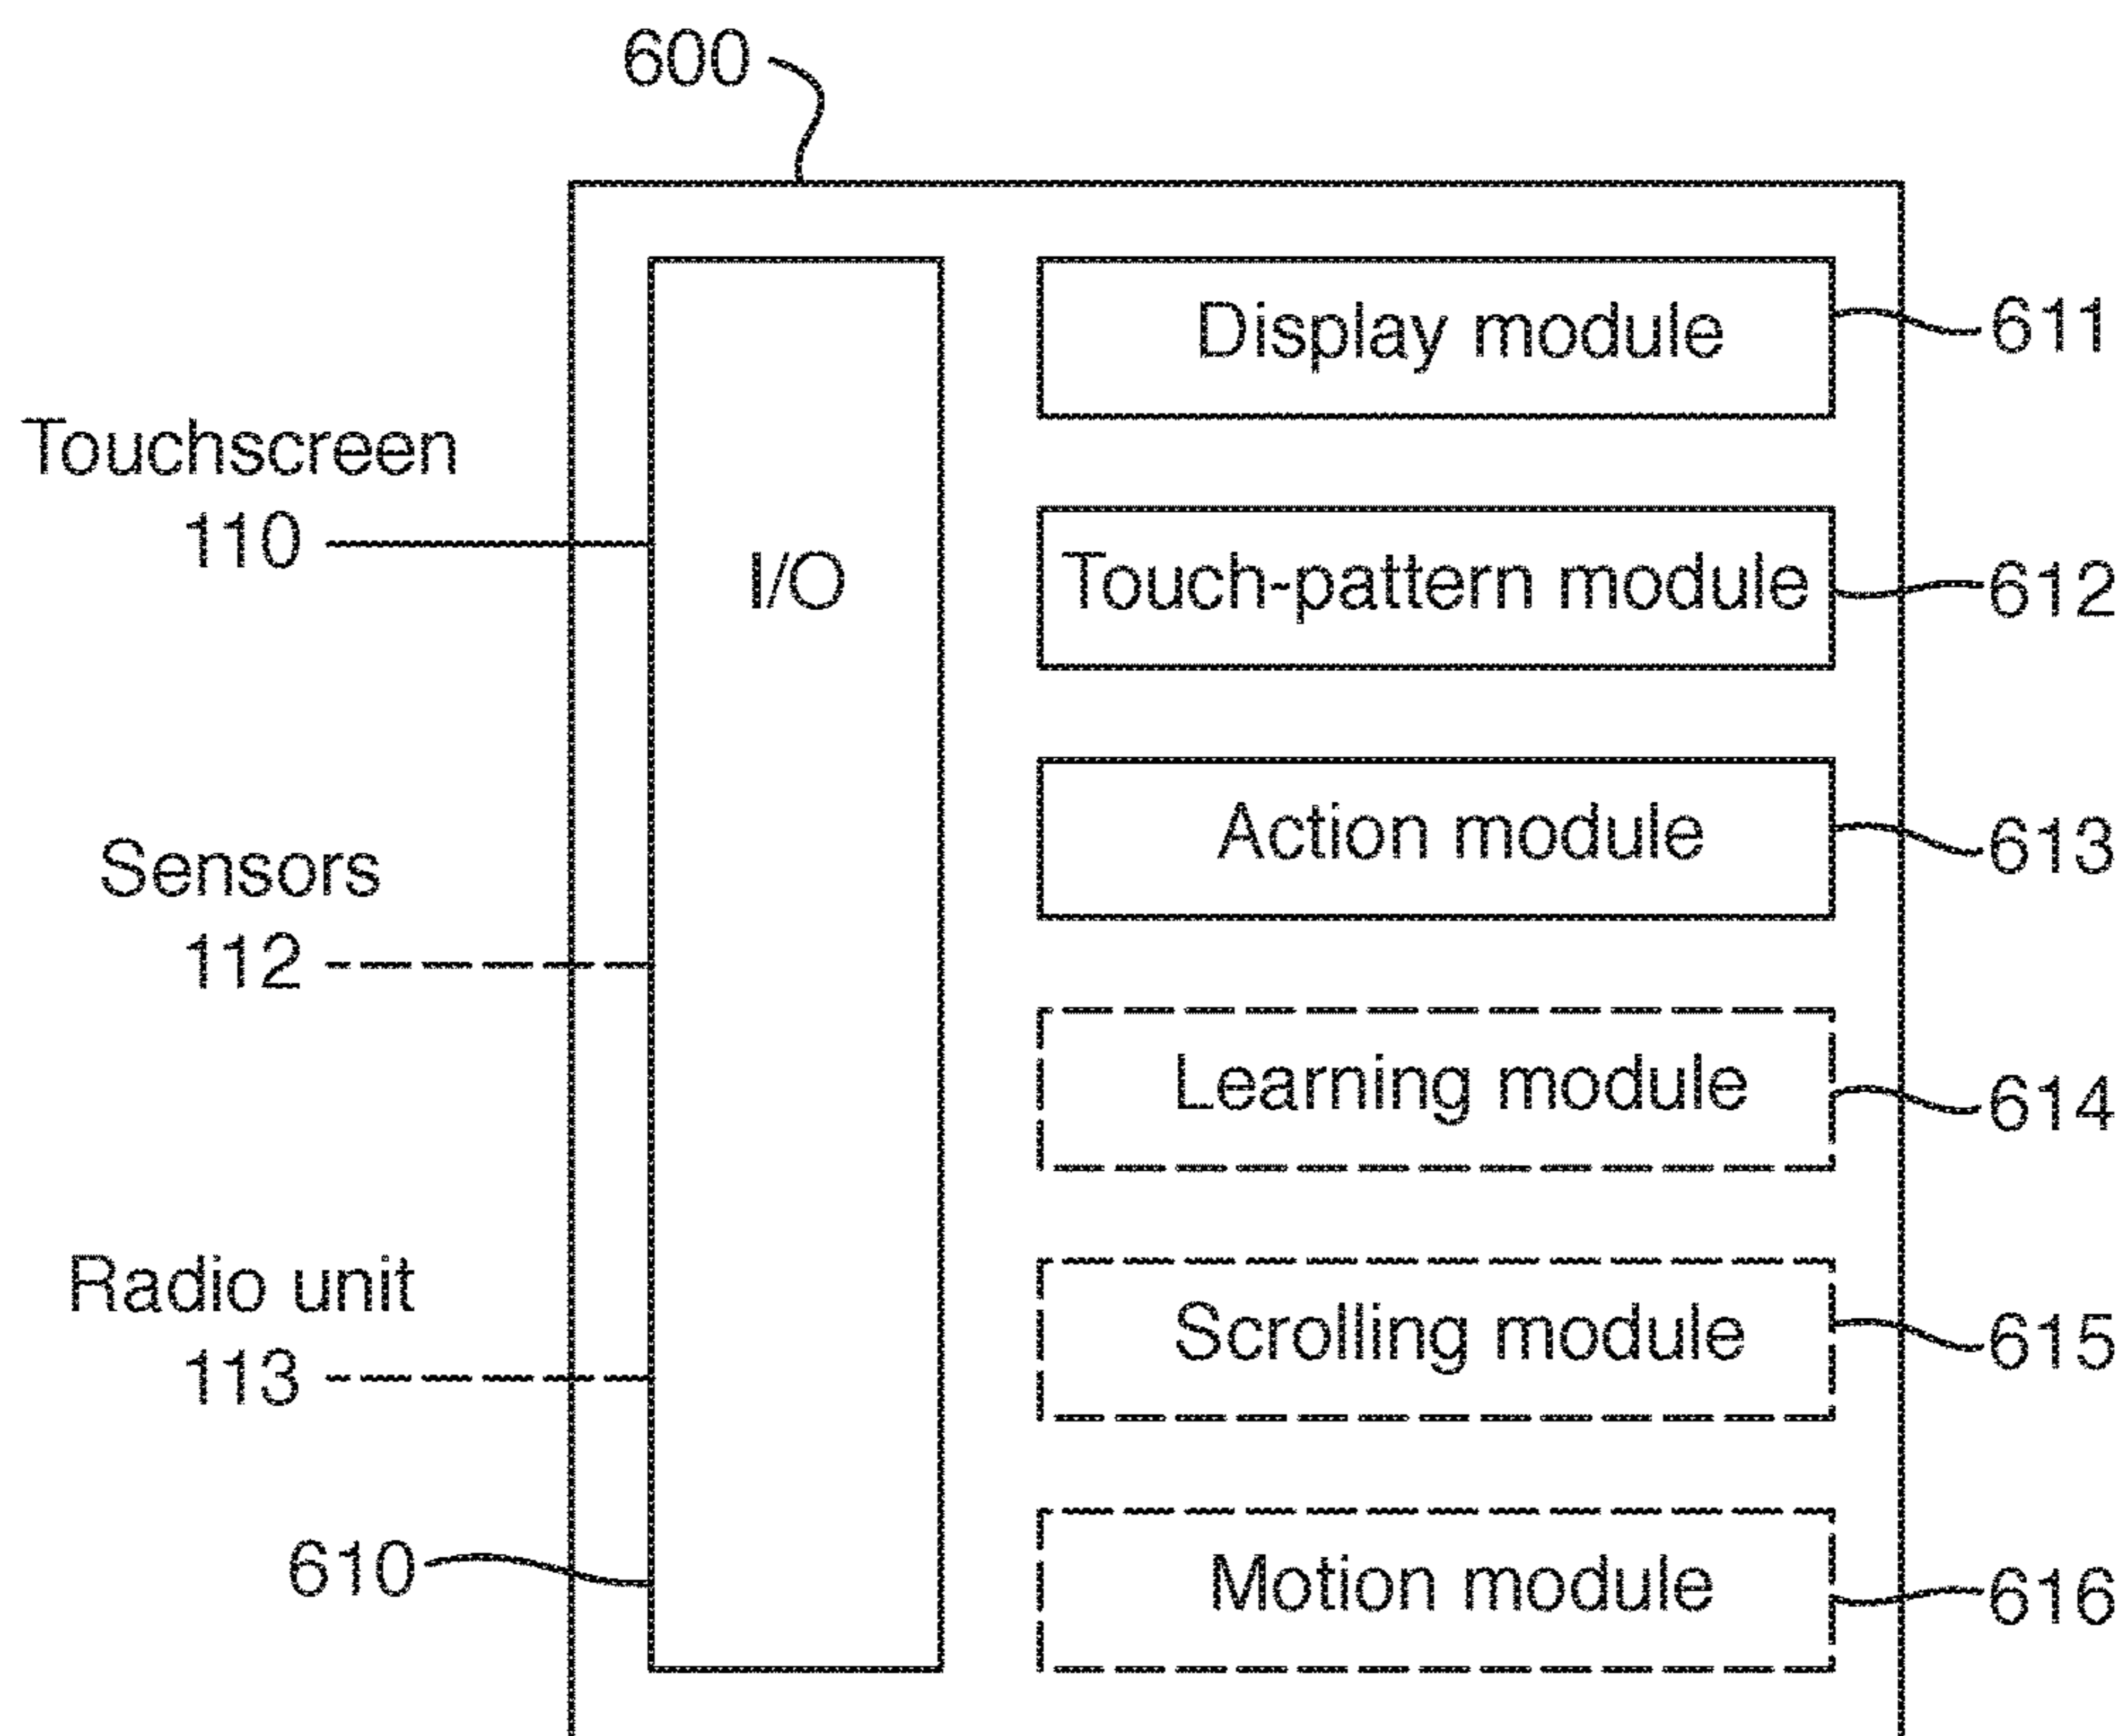 600
Display module
611
Touchscreen
110
I/O
Touch-pattern module
612
Action module
613
Sensors
112
Learning module
614
Radio unit
113
Scrolling module
615
610
Motion module
616